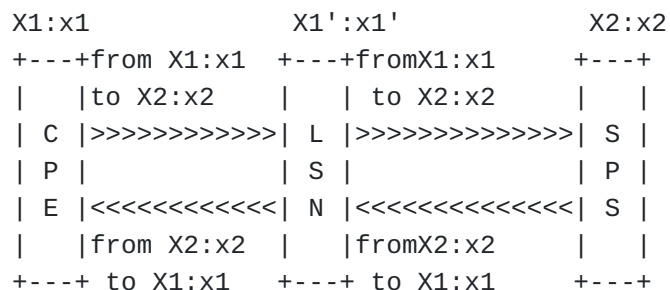 X1:x1            X1':x1'            X2:x2
+---+from X1:x1  +---+fromX1:x1     +---+
|   |to X2:x2    |   | to X2:x2     |   |
| C |>>>>>>>>>>>>| L |>>>>>>>>>>>>>>| S |
| P |            | S |              | P |
| E |<<<<<<<<<<<<| N |<<<<<<<<<<<<<<| S |
|   |from X2:x2  |   |fromX2:x2     |   |
+---+ to X1:x1   +---+ to X1:x1     +---+